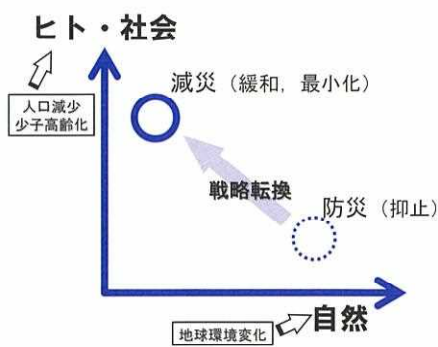 ヒト・社会
人口減少
少子高齢化
減災（緩和，最小化）
戦略転換
防災（抑止）
自然
地球環境変化